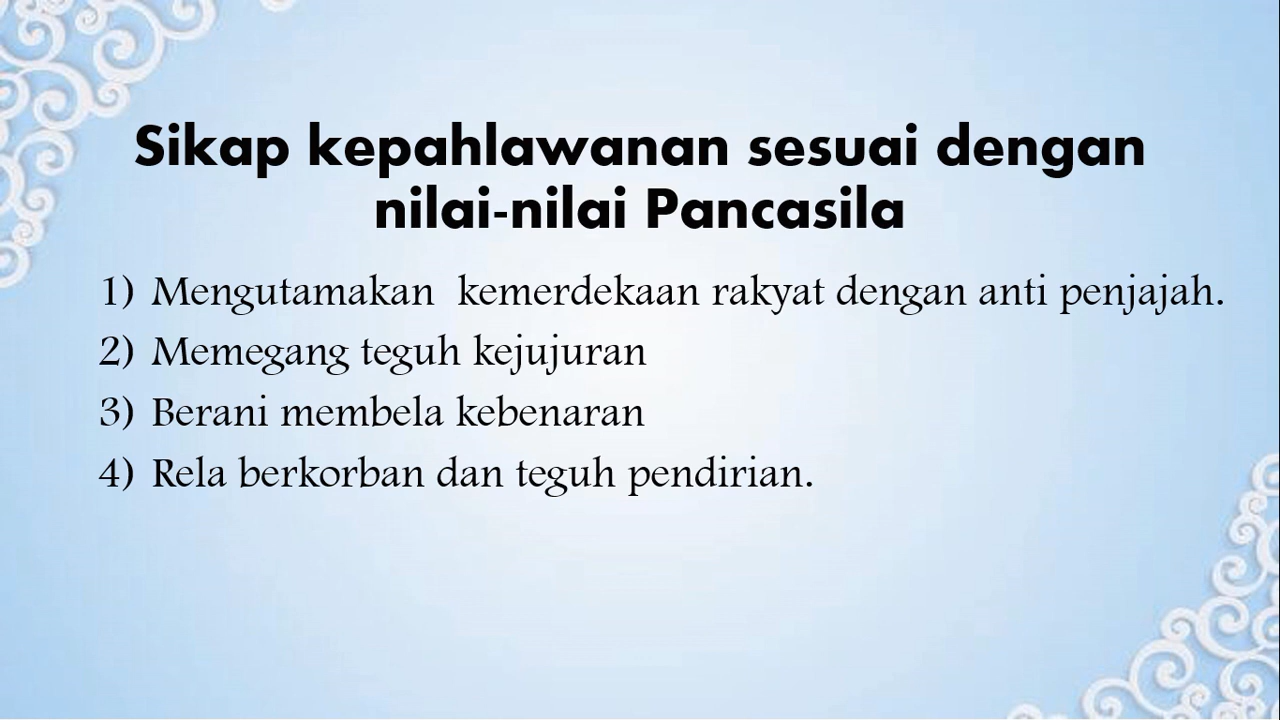 Sikap kepahlawanan sesuai dengan
nilai-nilai Pancasila
1) Mengutamakan kemerdekaan rakyat dengan anti penjajah.
2) Memegang teguh kejujuran
3) Berani membela kebenaran
4) Rela berkorban dan teguh pendirian.